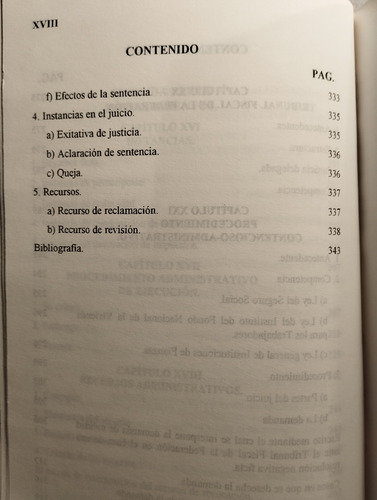 XVIII
CONTENIDO
PAG.
f) Efectos de la sentencia. 333
4. Instancias en el juicio. 335
a) Exitativa de justicia. 335
b) Aclaración de sentencia. 336
c) Queja. 336
5. Recursos. 337
a) Recurso de reclamación. 337
b) Recurso de revisión. 338
Bibliografía. 343